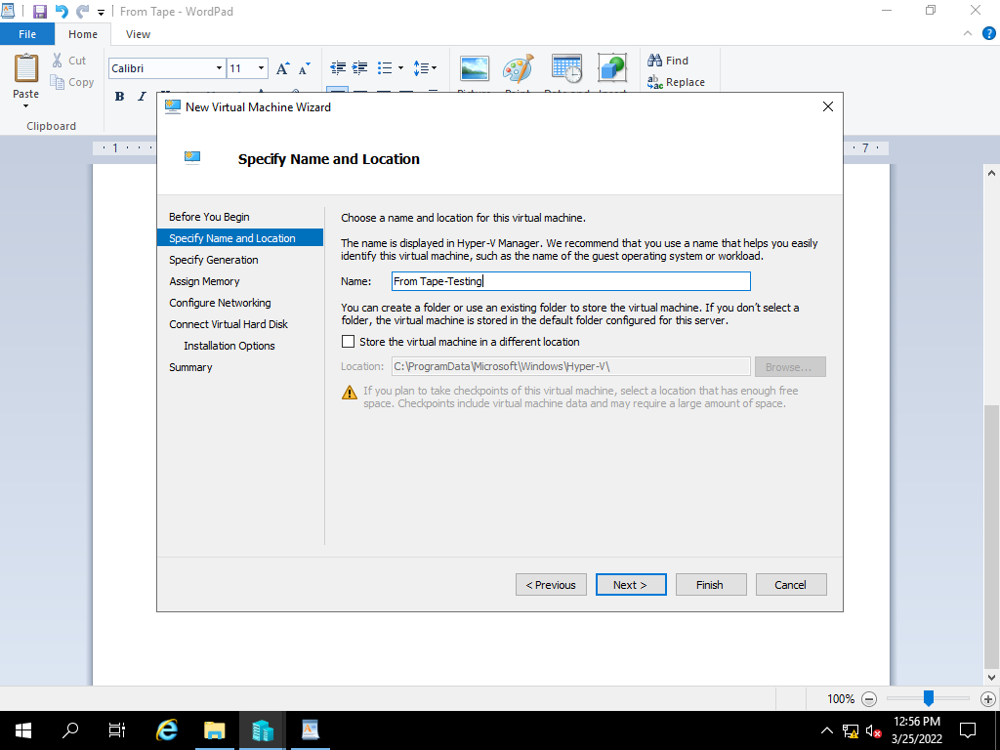 From Tape - WordPad
File
Home
View
Paste
Cut
Copy
Clipboard
Calibri
11
B
I
Find
Replace
1
7
New Virtual Machine Wizard
Specify Name and Location
Before You Begin
Specify Name and Location
Specify Generation
Assign Memory
Configure Networking
Connect Virtual Hard Disk
Installation Options
Summary
Choose a name and location for this virtual machine.
The name is displayed in Hyper-V Manager. We recommend that you use a name that helps you easily
identify this virtual machine, such as the name of the guest operating system or workload.
Name: From Tape-Testing
You can create a folder or use an existing folder to store the virtual machine. If you don't select a
folder, the virtual machine is stored in the default folder configured for this server.
Store the virtual machine in a different location
Location: C:\ProgramData\Microsoft\Windows\Hyper-V\ Browse...
If you plan to take checkpoints of this virtual machine, select a location that has enough free
space. Checkpoints include virtual machine data and may require a large amount of space.
< Previous
Next >
Finish
Cancel
100%
12:56 PM
3/25/2022